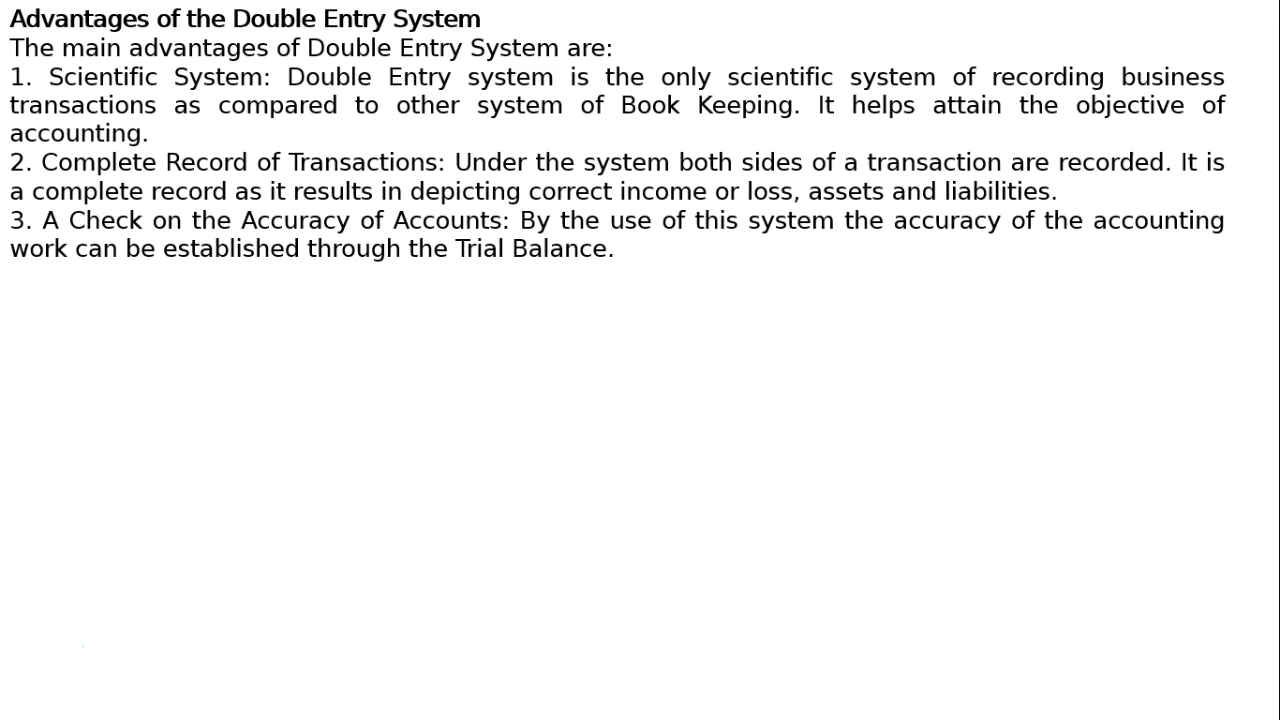 Advantages of the Double Entry System
The main advantages of Double Entry System are:
1. Scientific System: Double Entry system is the only scientific system of recording business
transactions as compared to other system of Book Keeping. It helps attain the objective of
accounting.
2. Complete Record of Transactions: Under the system both sides of a transaction are recorded. It is
a complete record as it results in depicting correct income or loss, assets and liabilities.
3. A Check on the Accuracy of Accounts: By the use of this system the accuracy of the accounting
work can be established through the Trial Balance.